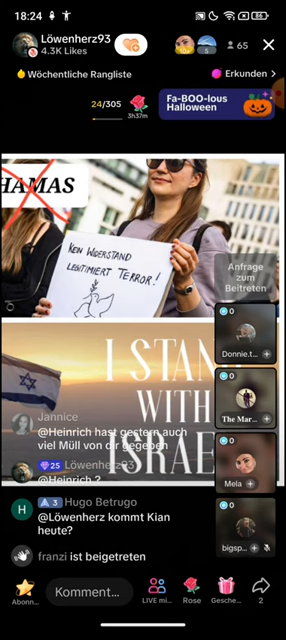 18:24
86
Löwenherz93
4.3K Likes
65
Wöchentliche Rangliste
Erkunden >
24/305
3h37m
Fa-BOO-lous
Halloween
HAMAS
KEIN WIDERSTAND
LEGITIMIERT TERROR!
Anfrage
zum
Beitreten
I STAN
WITH
ISRAE
0
Donnie.t...
0
The Mar...
0
Mela
0
bigsp...
Jannice
@Heinrich hast gestern auch
viel Müll von dir gegeben
25 Löwenherz93
@Heinrich ?
H
3 Hugo Betrugo
@Löwenherz kommt Kian
heute?
franzi ist beigetreten
Abonn...
Komment...
LIVE mi...
Rose
Gesche...
2